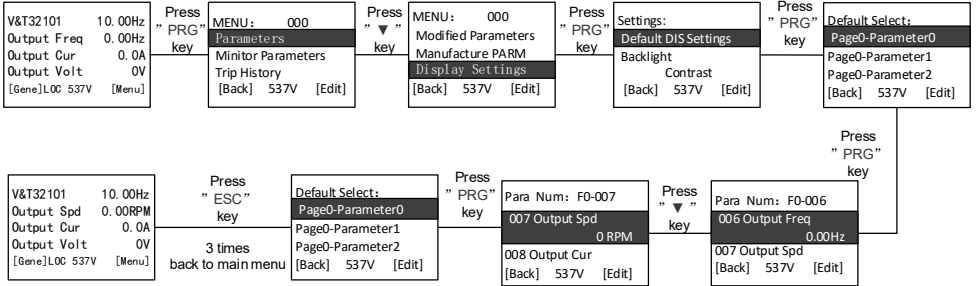 V&T32101 10.00Hz
Output Freq 0.00Hz
Output Cur 0.0A
Output Volt 0V
[Gene]LOC 537V [Menu]
Press
" PRG"
key
MENU: 000
Parameters
Minitor Parameters
Trip History
[Back] 537V [Edit]
Press
" ▼ "
key
MENU: 000
Modified Parameters
Manufacture PARM
Display Settings
[Back] 537V [Edit]
Press
" PRG"
key
Settings:
Default DIS Settings
Backlight
Contrast
[Back] 537V [Edit]
Press
" PRG"
key
Default Select:
Page0-Parameter0
Page0-Parameter1
Page0-Parameter2
[Back] 537V [Edit]
Press
" PRG"
key
Para Num: F0-006
006 Output Freq
0.00Hz
007 Output Spd
[Back] 537V [Edit]
Press
" ▼ "
key
Para Num: F0-007
007 Output Spd
0 RPM
008 Output Cur
[Back] 537V [Edit]
Press
" PRG"
key
Default Select:
Page0-Parameter0
Page0-Parameter1
Page0-Parameter2
[Back] 537V [Edit]
Press
" ESC"
key
3 times
back to main menu
V&T32101 10.00Hz
Output Spd 0.00RPM
Output Cur 0.0A
Output Volt 0V
[Gene]LOC 537V [Menu]